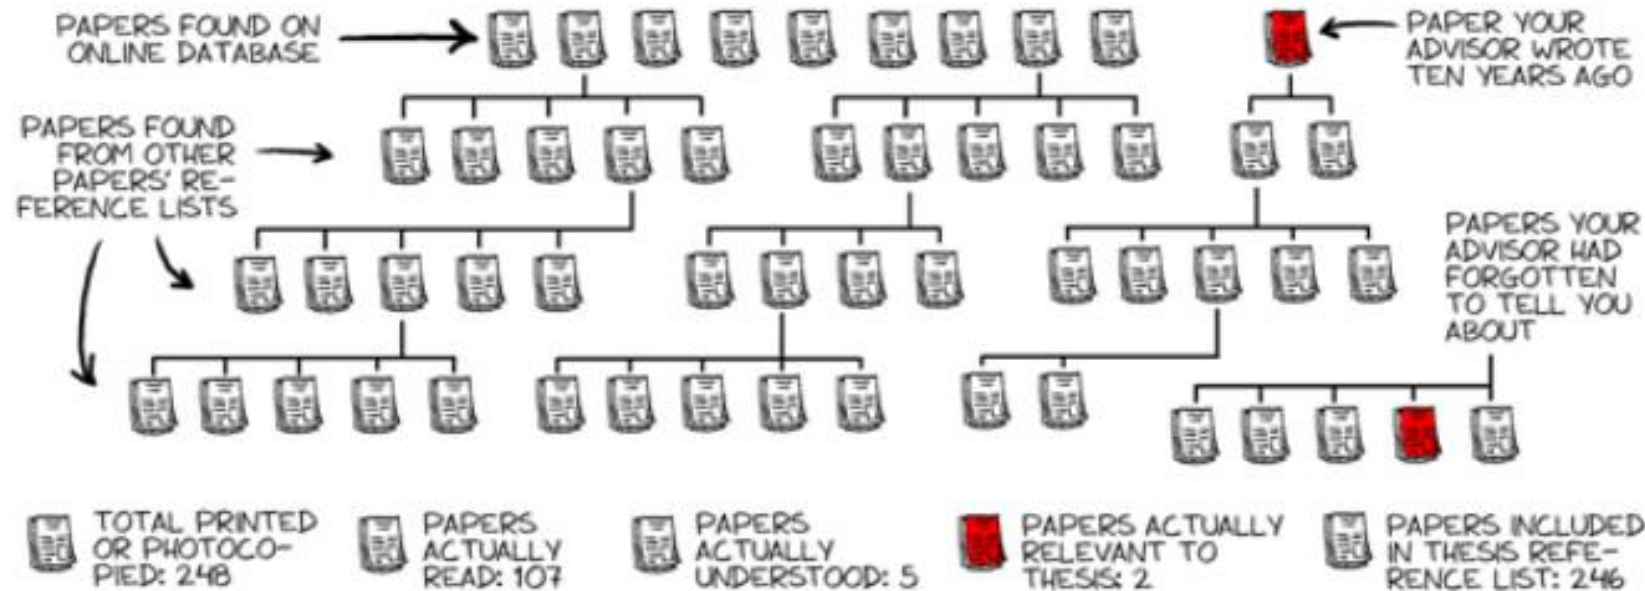 PAPERS FOUND ON
ONLINE DATABASE
PAPER YOUR
ADVISOR WROTE
TEN YEARS AGO
PAPERS FOUND
FROM OTHER
PAPERS' RE-
FERENCE LISTS
PAPERS YOUR
ADVISOR HAD
FORGOTTEN
TO TELL YOU
ABOUT
TOTAL PRINTED
OR PHOTOCO-
PIED: 248
PAPERS
ACTUALLY
READ: 107
PAPERS
ACTUALLY
UNDERSTOOD: 5
PAPERS ACTUALLY
RELEVANT TO
THESIS: 2
PAPERS INCLUDED
IN THESIS REFE-
RENCE LIST: 246